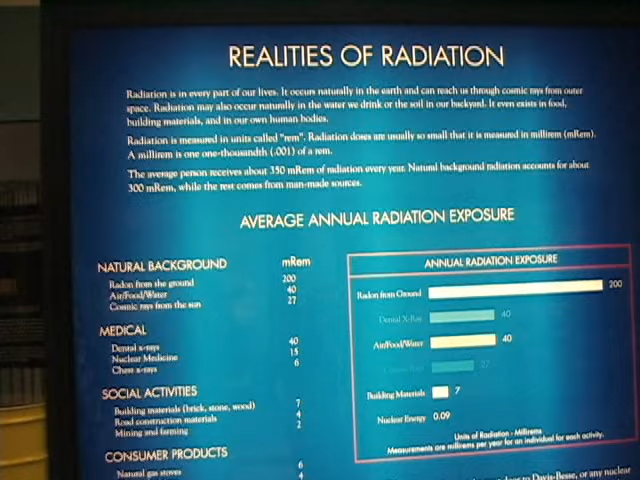 REALITIES OF RADIATION
Radiation is in every part of our lives. It occurs naturally in the earth and can reach us through cosmic rays from outer
space. Radiation may also occur naturally in the water we drink or the soil in our backyard. It even exists in food,
building materials, and in our own human bodies.
Radiation is measured in units called "rem". Radiation doses are usually so small that it is measured in millirem (mRem).
A millirem is one one-thousandth (.001) of a rem.
The average person receives about 350 mRem of radiation every year. Natural background radiation accounts for about
300 mRem, while the rest comes from man-made sources.
AVERAGE ANNUAL RADIATION EXPOSURE
NATURAL BACKGROUND mRem
Radon from the ground 200
Air/Food/Water 40
Cosmic rays from the sun 27
MEDICAL
Dental x-rays 40
Nuclear Medicine 15
Chest x-rays 6
SOCIAL ACTIVITIES
Building materials (brick, stone, wood) 7
Road construction materials 4
Mining and farming 2
CONSUMER PRODUCTS
Natural gas stoves 6
4
ANNUAL RADIATION EXPOSURE
Radon from Ground 200
Dental X-Ray 40
Air/Food/Water 40
27
Building Materials 7
Nuclear Energy 0.09
Units of Radiation - Millirems
Measurements are millirems per year for an individual for each activity.
to Davis-Besse, or any nuclear